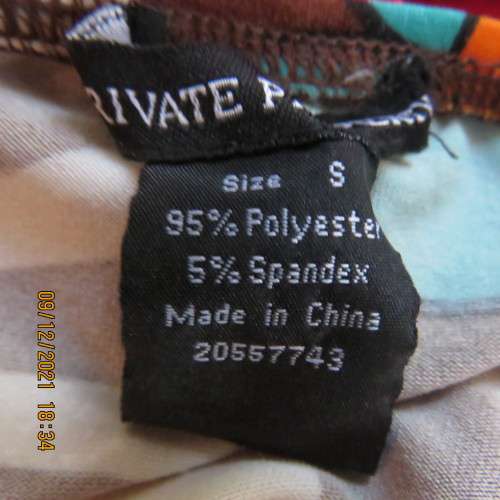 RIVATE
Size S
95% Polyester
5% Spandex
Made in China
20557743
09/12/2021 18:34